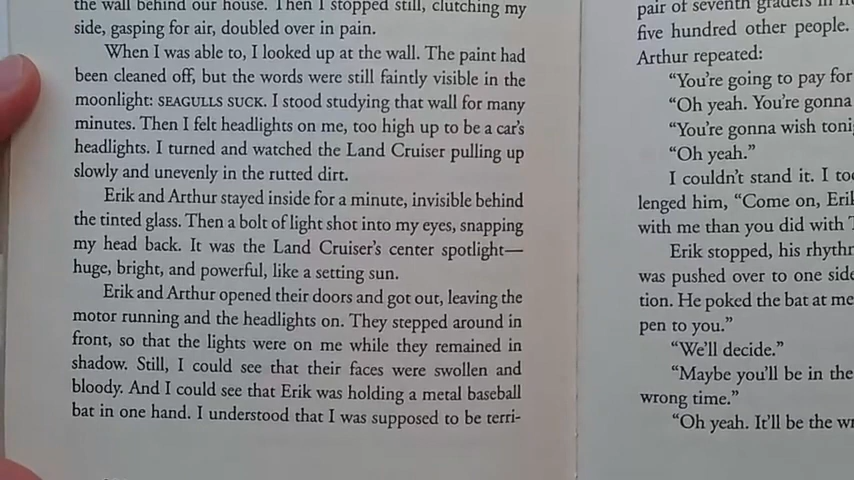 the wall behind our house. Then I stopped still, clutching my
side, gasping for air, doubled over in pain.
When I was able to, I looked up at the wall. The paint had
been cleaned off, but the words were still faintly visible in the
moonlight: SEAGULLS SUCK. I stood studying that wall for many
minutes. Then I felt headlights on me, too high up to be a car's
headlights. I turned and watched the Land Cruiser pulling up
slowly and unevenly in the rutted dirt.
Erik and Arthur stayed inside for a minute, invisible behind
the tinted glass. Then a bolt of light shot into my eyes, snapping
my head back. It was the Land Cruiser's center spotlight—
huge, bright, and powerful, like a setting sun.
Erik and Arthur opened their doors and got out, leaving the
motor running and the headlights on. They stepped around in
front, so that the lights were on me while they remained in
shadow. Still, I could see that their faces were swollen and
bloody. And I could see that Erik was holding a metal baseball
bat in one hand. I understood that I was supposed to be terri-
pair of seventh graders in
five hundred other people.
Arthur repeated:
"You're going to pay for
"Oh yeah. You're gonna
"You're gonna wish
"Oh yeah."
I couldn't stand it. I
lenged him, "Come on,
with me than you did with
Erik stopped, his
was pushed over to one side
tion. He poked the bat at me
pen to you."
"We'll decide."
"Maybe you'll be in the
wrong time."
"Oh yeah. It'll be the